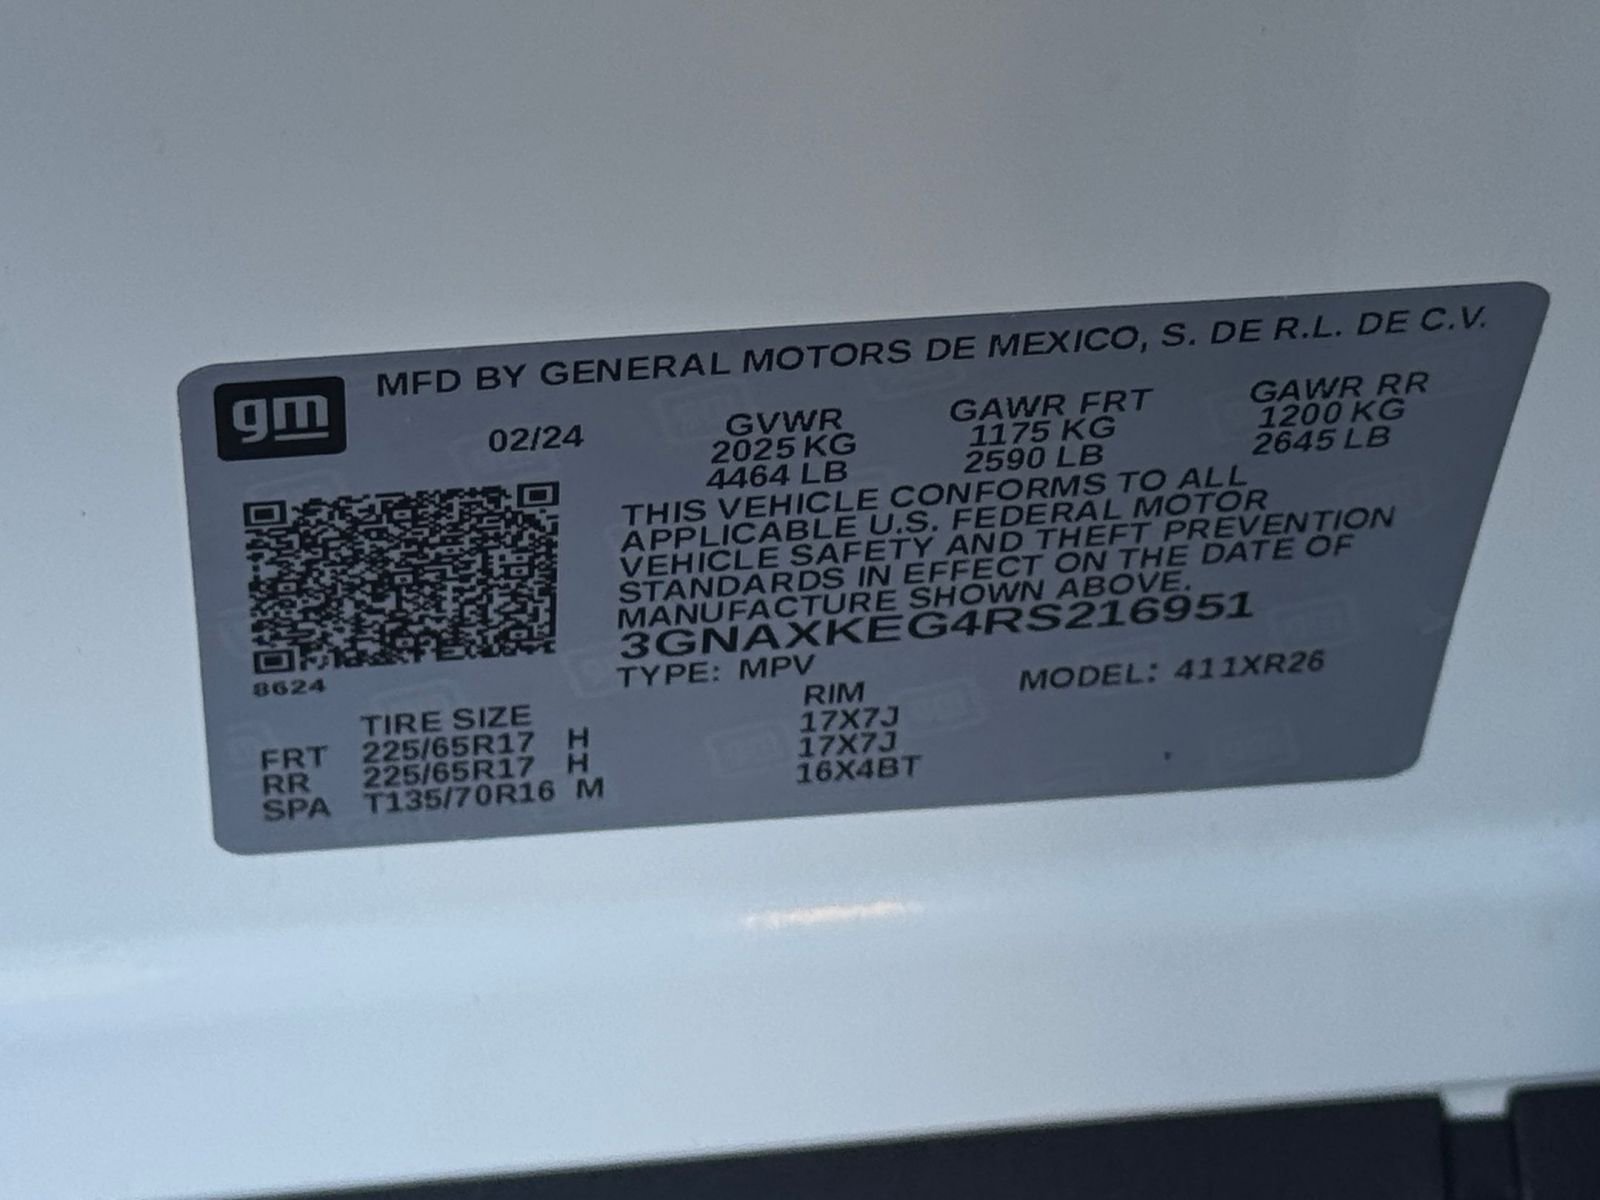 gm
MFD BY GENERAL MOTORS DE MEXICO, S. DE R.L. DE C.V.
02/24 GVWR GAWR FRT GAWR RR
2025 KG 1175 KG 1200 KG
4464 LB 2590 LB 2645 LB
THIS VEHICLE CONFORMS TO ALL
APPLICABLE U.S. FEDERAL MOTOR
VEHICLE SAFETY AND THEFT PREVENTION
STANDARDS IN EFFECT ON THE DATE OF
MANUFACTURE SHOWN ABOVE.
3GNAXKEG4RS216951
8624
TYPE: MPV MODEL: 411XR26
TIRE SIZE RIM
FRT 225/65R17 H 17X7J
RR 225/65R17 H 17X7J
SPA T135/70R16 M 16X4BT